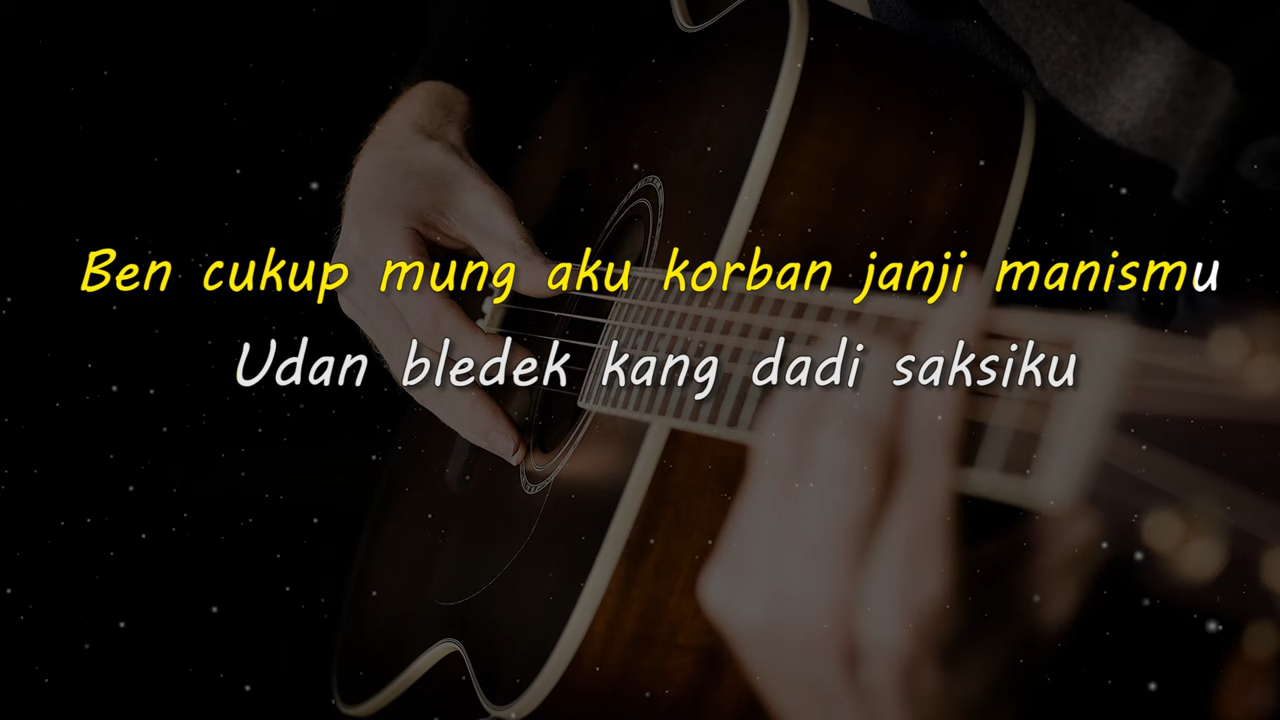 Ben cukup mung aku korban janji manismu
Udan bledek kang dadi saksiku